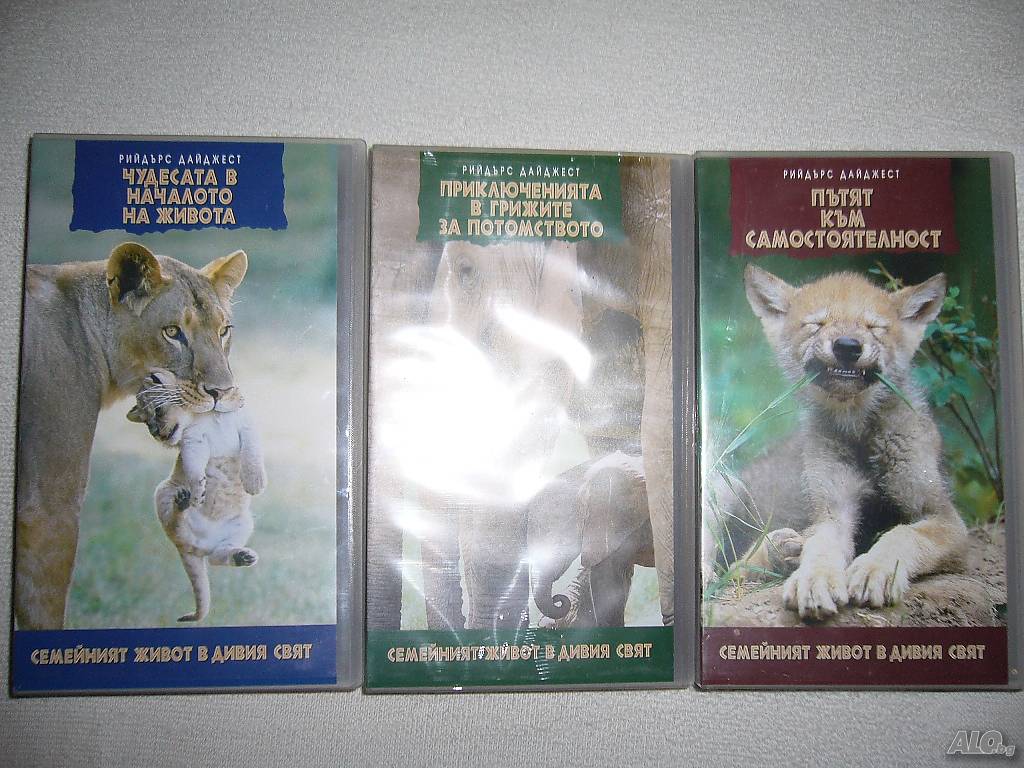 РИЙДЪРС ДАЙДЖЕСТ
ЧУДЕСАТА В
НАЧАЛОТО
НА ЖИВОТА
СЕМЕЙНИЯТ ЖИВОТ В ДИВИЯ СВЯТ
РИЙДЪРС ДАЙДЖЕСТ
ПРИКЛЮЧЕНИЯТА
В ГРИЖИТЕ
ЗА ПОТОМСТВОТО
СЕМЕЙНИЯТ ЖИВОТ В ДИВИЯ СВЯТ
РИЙДЪРС ДАЙДЖЕСТ
ПЪТЯТ
КЪМ
САМОСТОЯТЕЛНОСТ
СЕМЕЙНИЯТ ЖИВОТ В ДИВИЯ СВЯТ
ALO.bg